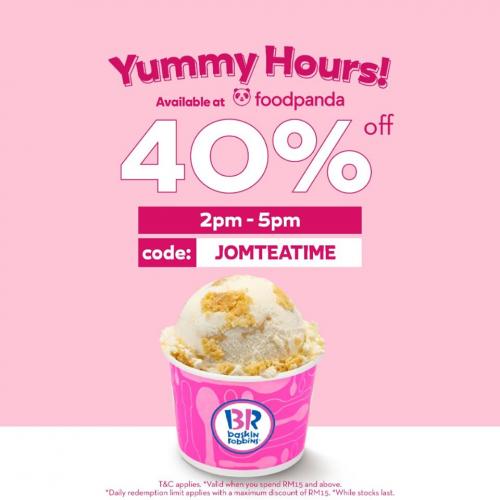 Yummy Hours!
Available at foodpanda
40% off
2pm - 5pm
code: JOMTEATIME
BR
baskin
robbins
T&C applies. *Valid when you spend RM15 and above.
*Daily redemption limit applies with a maximum discount of RM15. *While stocks last.